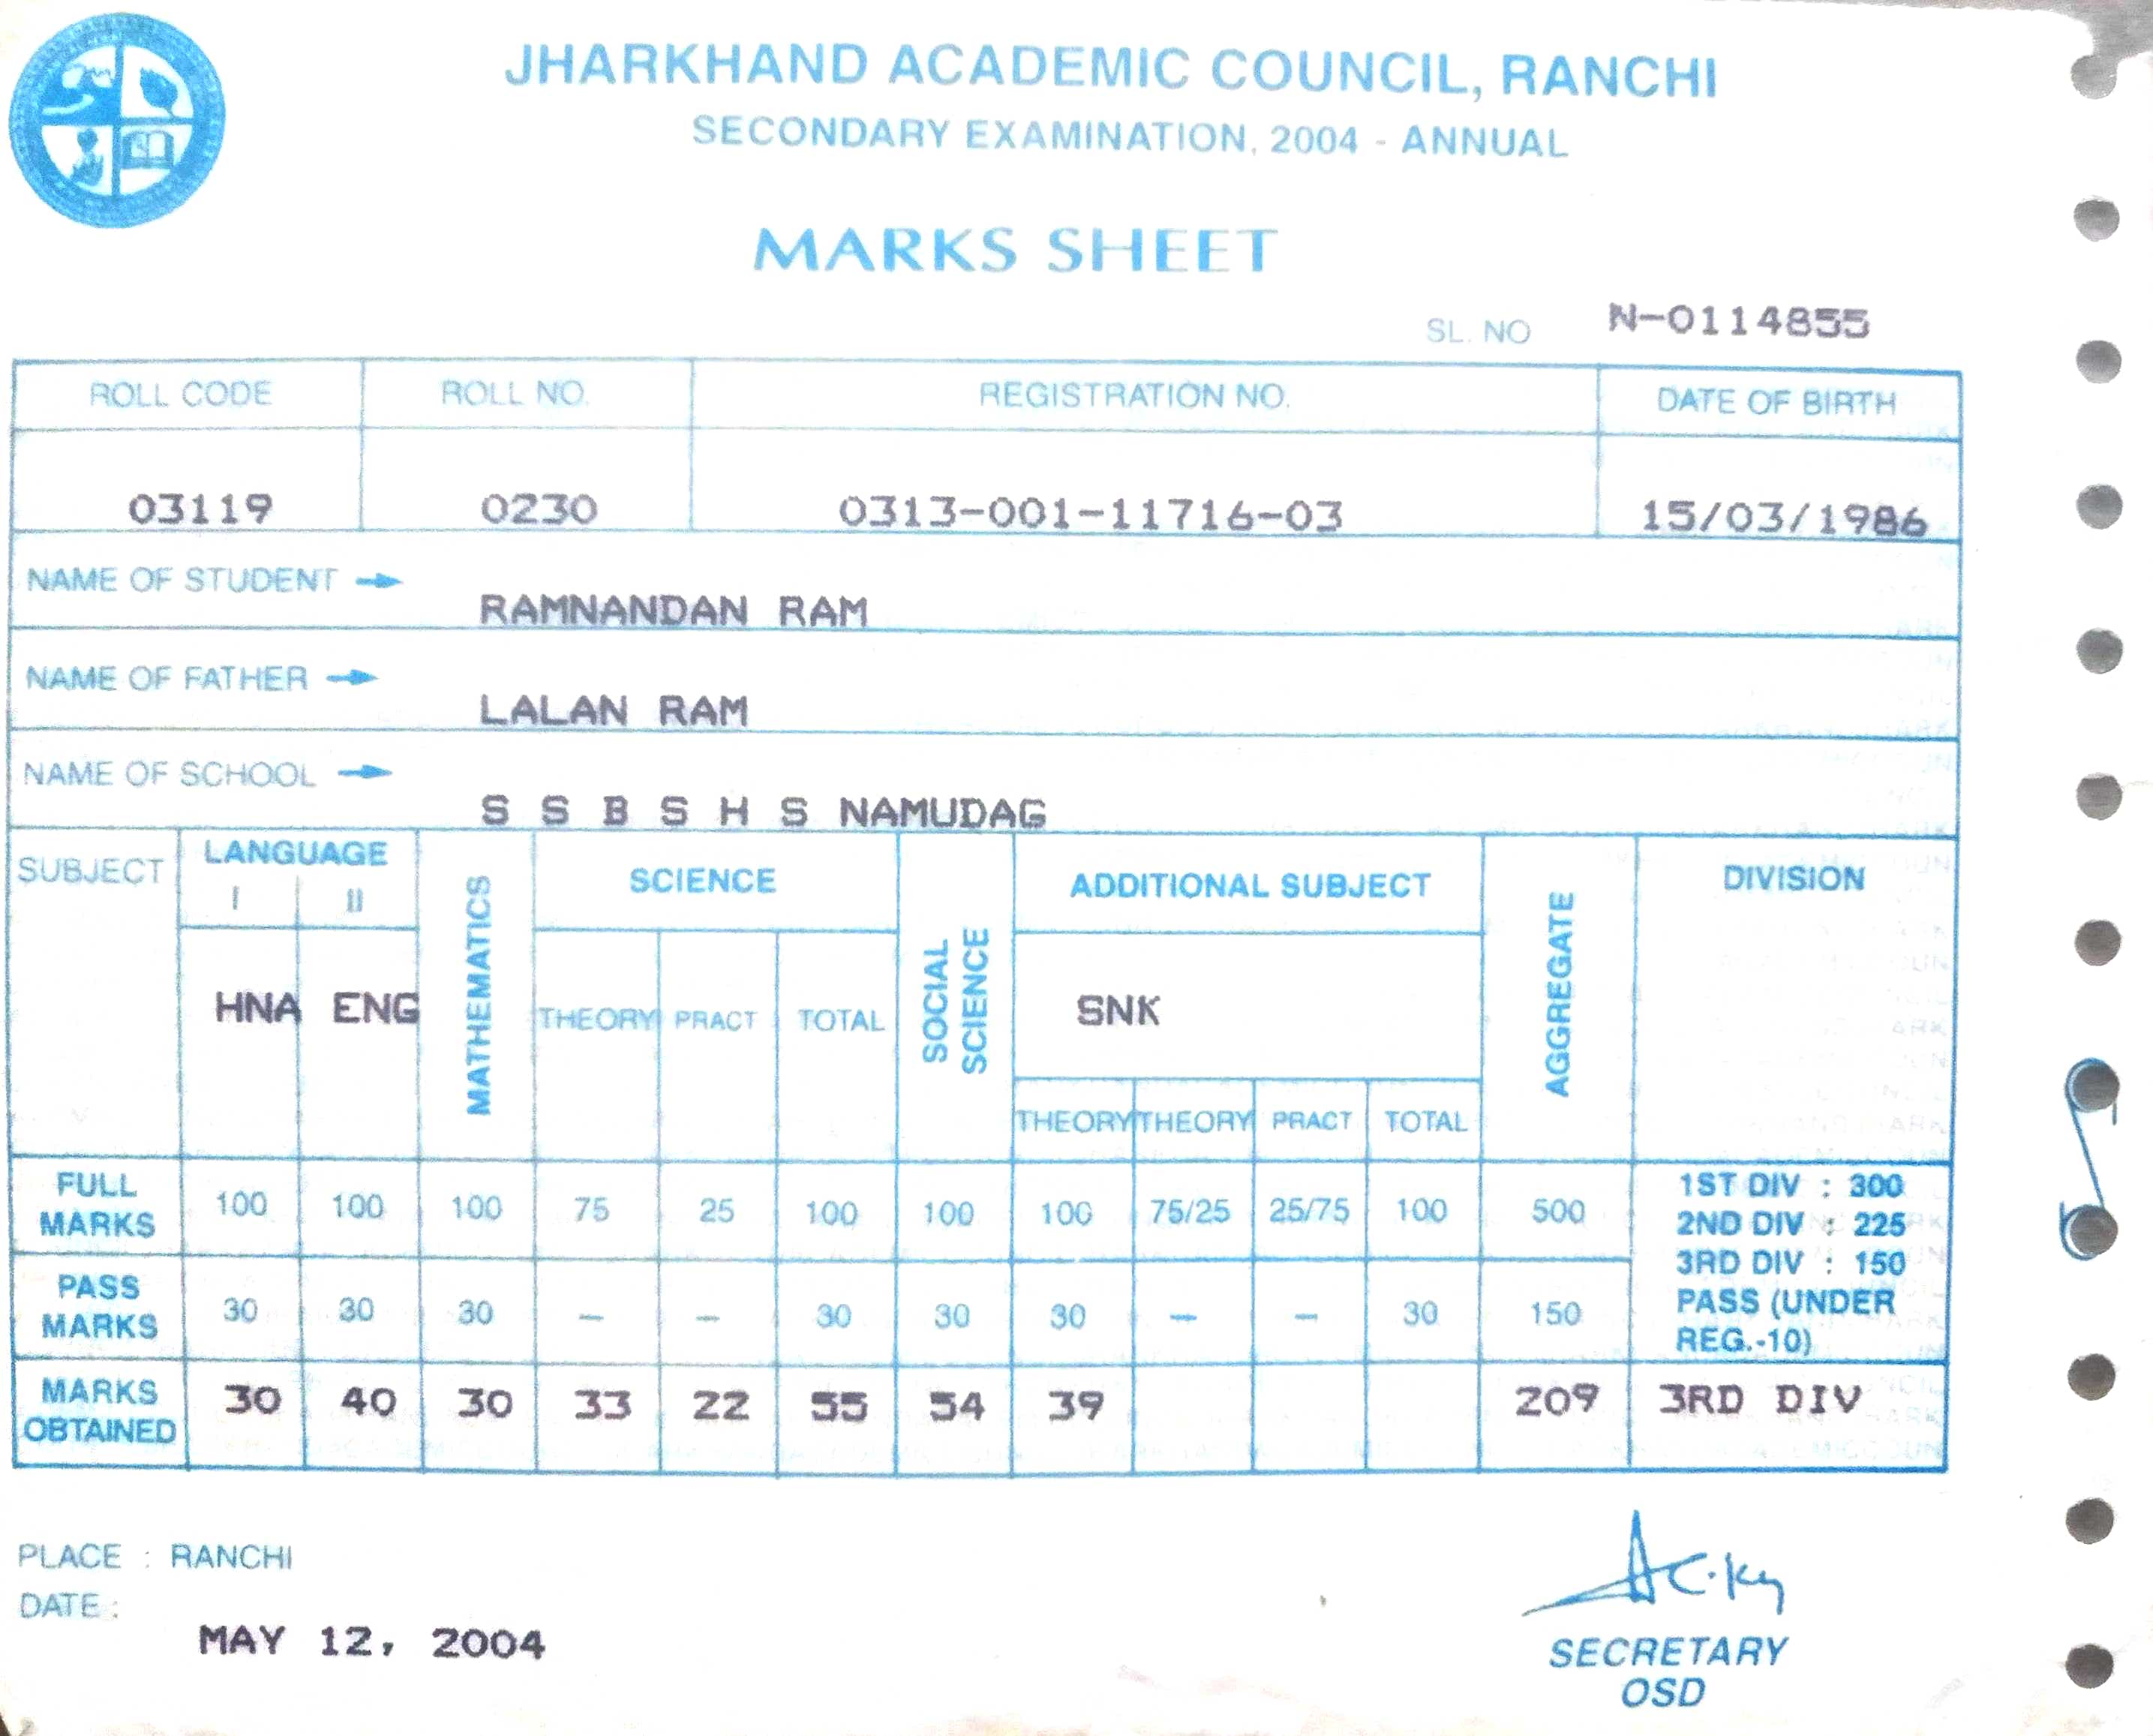 JHARKHAND ACADEMIC COUNCIL, RANCHI
SECONDARY EXAMINATION, 2004 - ANNUAL
MARKS SHEET
SL. NO N-0114855
ROLL CODE ROLL NO. REGISTRATION NO. DATE OF BIRTH
03119 0230 0313-001-11716-03 15/03/1986
NAME OF STUDENT → RAMNANDAN RAM
NAME OF FATHER → LALAN RAM
NAME OF SCHOOL → S S B S H S NAMUDAG
SUBJECT LANGUAGE MATHEMATICS SCIENCE SOCIAL SCIENCE ADDITIONAL SUBJECT AGGREGATE DIVISION
I II
HNA ENG THEORY PRACT TOTAL SNK
THEORY THEORY PRACT TOTAL
FULL MARKS 100 100 100 75 25 100 100 100 75/25 25/75 100 500
1ST DIV : 300
2ND DIV : 225
3RD DIV : 150
PASS (UNDER
REG.-10)
PASS MARKS 30 30 30 – – 30 30 30 – – 30 150
MARKS OBTAINED 30 40 30 33 22 55 54 39 209 3RD DIV
PLACE : RANCHI
DATE :
MAY 12, 2004
SECRETARY
OSD